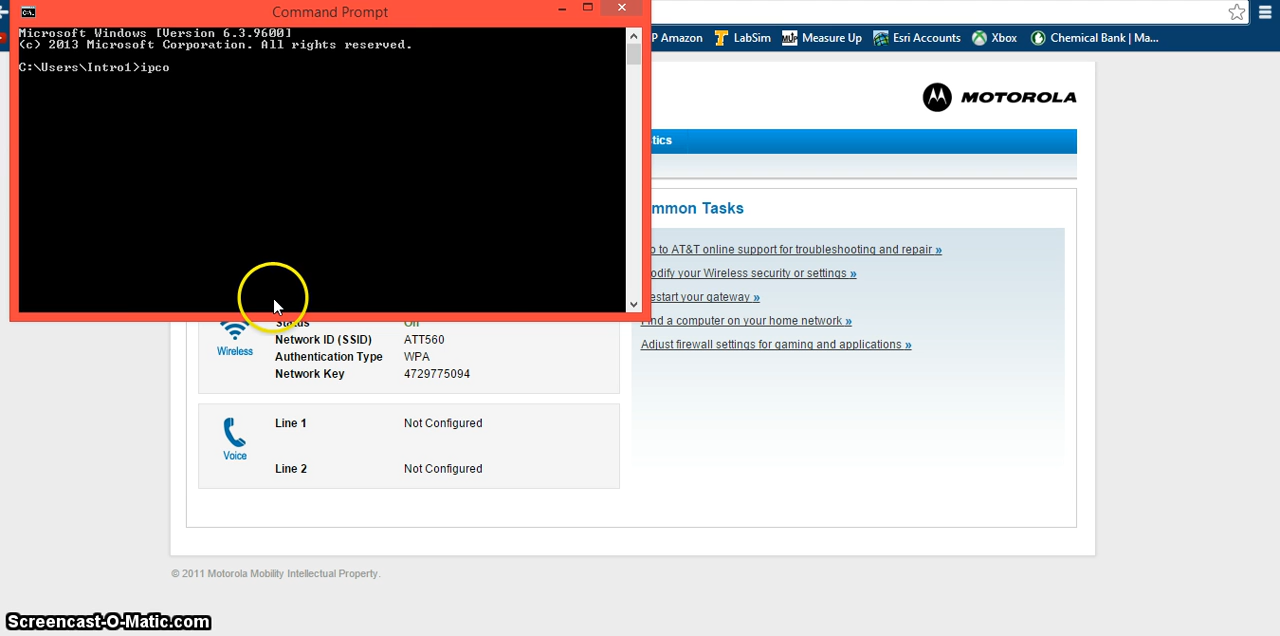 Command Prompt
Microsoft Windows [Version 6.3.9600]
(c) 2013 Microsoft Corporation. All rights reserved.
C:\Users\Intro1>ipco
P Amazon LabSim Measure Up Esri Accounts Xbox Chemical Bank | Ma...
MOTOROLA
tics
mmon Tasks
o to AT&T online support for troubleshooting and repair »
odify your Wireless security or settings »
estart your gateway »
ind a computer on your home network »
Adjust firewall settings for gaming and applications »
Wireless
Status On
Network ID (SSID) ATT560
Authentication Type WPA
Network Key 4729775094
Voice
Line 1 Not Configured
Line 2 Not Configured
© 2011 Motorola Mobility Intellectual Property.
Screencast-O-Matic.com